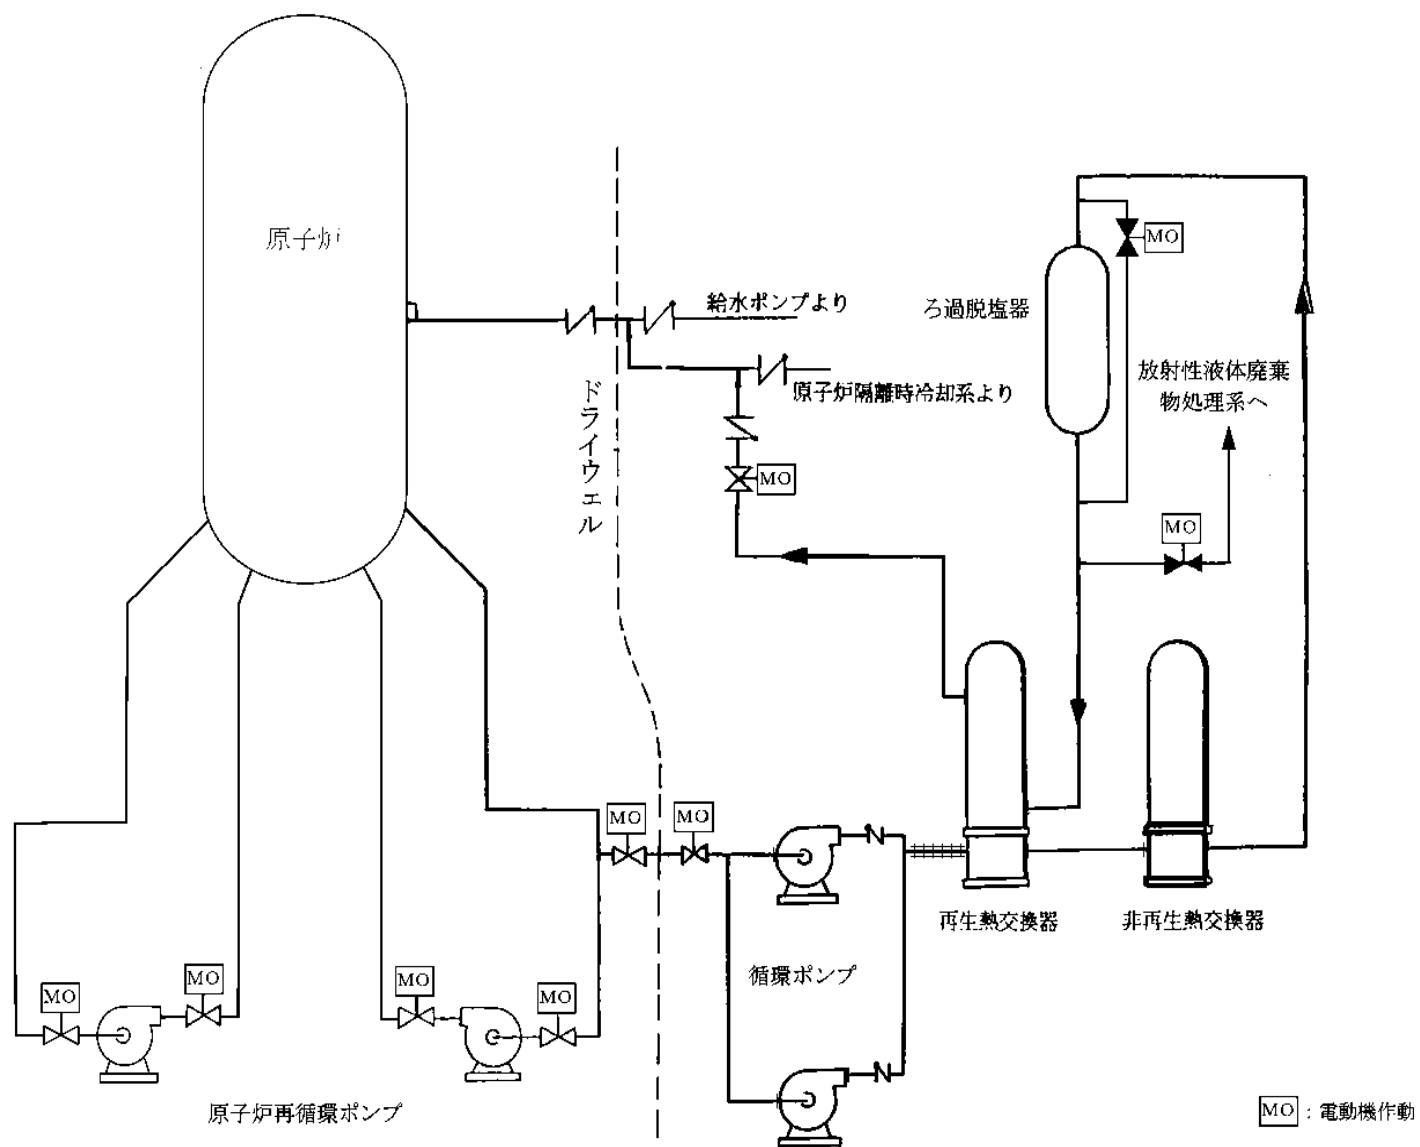 原子炉
MO
ろ過脱塩器
給水ポンプより
放射性液体廃棄
物処理系へ
原子炉隔離時冷却系より
ドライウェル
MO
MO
MO
MO
再生熱交換器
非再生熱交換器
循環ポンプ
MO
MO
MO
MO
原子炉再循環ポンプ
MO : 電動機作動